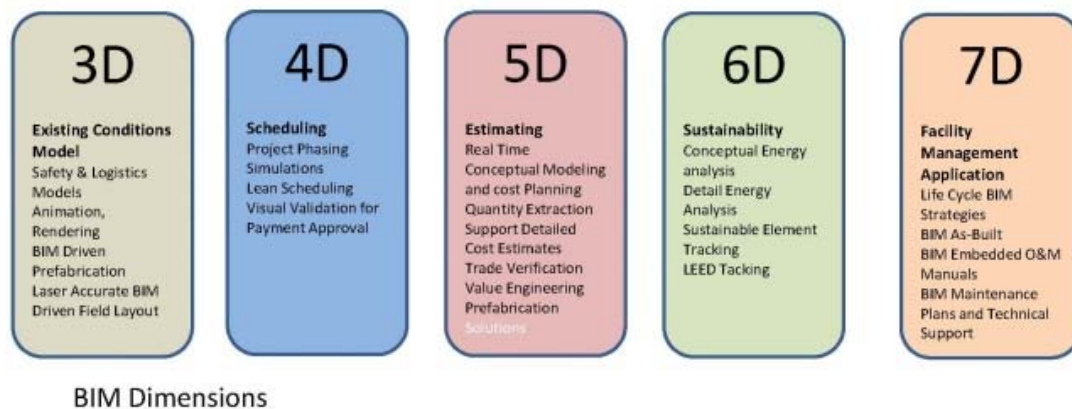 3D
Existing Conditions
Model
Safety & Logistics
Models
Animation,
Rendering
BIM Driven
Prefabrication
Laser Accurate BIM
Driven Field Layout
4D
Scheduling
Project Phasing
Simulations
Lean Scheduling
Visual Validation for
Payment Approval
5D
Estimating
Real Time
Conceptual Modeling
and cost Planning
Quantity Extraction
Support Detailed
Cost Estimates
Trade Verification
Value Engineering
Prefabrication
Solutions
6D
Sustainability
Conceptual Energy
analysis
Detail Energy
Analysis
Sustainable Element
Tracking
LEED Tacking
7D
Facility
Management
Application
Life Cycle BIM
Strategies
BIM As-Built
BIM Embedded O&M
Manuals
BIM Maintenance
Plans and Technical
Support
BIM Dimensions